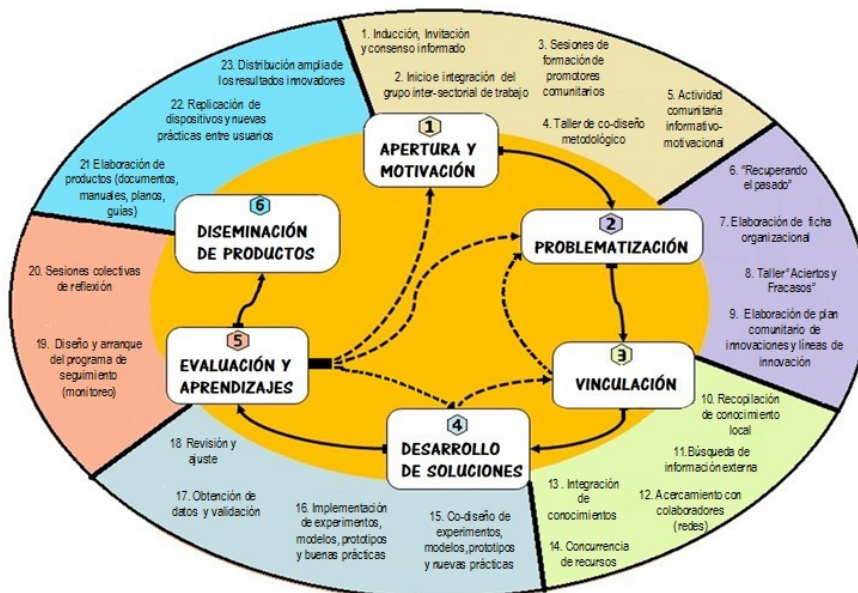 1. Inducción, Invitación
y consenso informado
2. Inicio e integración del
grupo inter-sectorial de trabajo
3. Sesiones de
formación de
promotores
comunitarios
4. Taller de co-diseño
metodológico
5. Actividad
comunitaria
informativo-
motivacional
6. "Recuperando
el pasado"
7. Elaboración de ficha
organizacional
8. Taller "Aciertos y
Fracasos"
9. Elaboración de plan
comunitario de
innovaciones y líneas de
innovación
10. Recopilación
de conocimiento
local
11.Búsqueda de
información externa
12. Acercamiento con
colaboradores
(redes)
13 . Integración
de
conocimientos
14. Concurrencia
de recursos
15. Co-diseño de
experimentos,
modelos,prototipos
y nuevas prácticas
16. Implementación
de experimentos,
modelos, prototipos
y buenas prácticas
17. Obtención de
datos y validación
18 Revisión y
ajuste
19. Diseño y arranque
del programa de
seguimiento
(monitoreo)
20. Sesiones colectivas
de reflexión
21 Elaboración de
productos (documentos,
manuales, planos,
guías)
22. Replicación de
dispositivos y nuevas
prácticas entre usuarios
23. Distribución amplia de
los resultados innovadores
1
APERTURA Y
MOTIVACIÓN
2
PROBLEMATIZACIÓN
3
VINCULACIÓN
4
DESARROLLO
DE SOLUCIONES
5
EVALUACIÓN Y
APRENDIZAJES
6
DISEMINACIÓN
DE PRODUCTOS